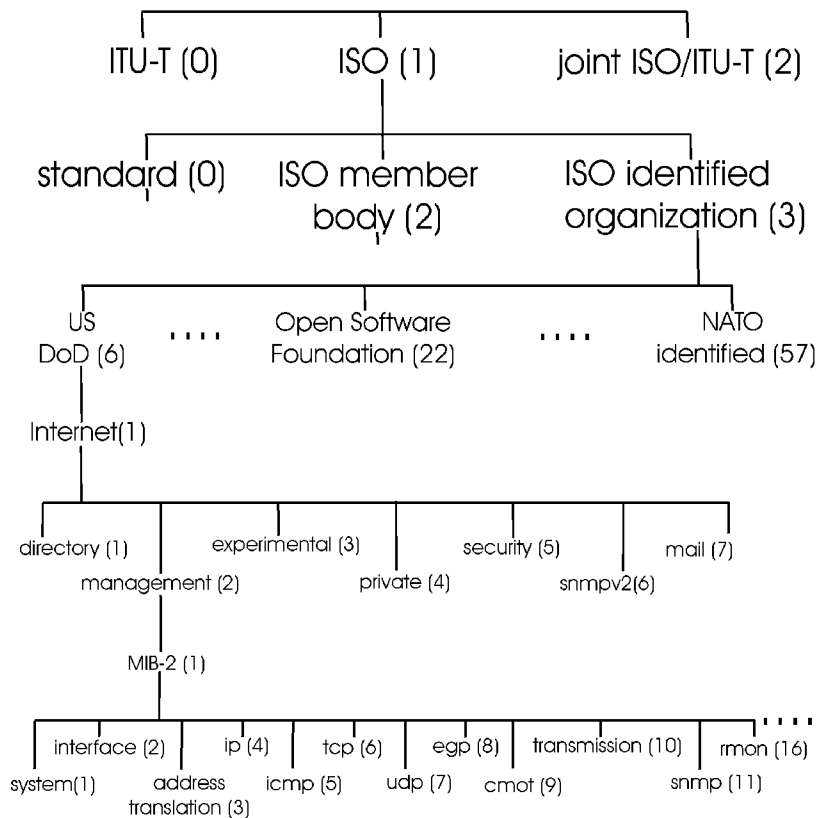 ITU-T (0) ISO (1) joint ISO/ITU-T (2)
standard (0) ISO member ISO identified
body (2) organization (3)
US Open Software NATO
DoD (6) Foundation (22) identified (57)
Internet(1)
directory (1) experimental (3) security (5) mail (7)
management (2) private (4) snmpv2(6)
MIB-2 (1)
interface (2) ip (4) tcp (6) egp (8) transmission (10) rmon (16)
system(1) address icmp (5) udp (7) cmot (9) snmp (11)
translation (3)